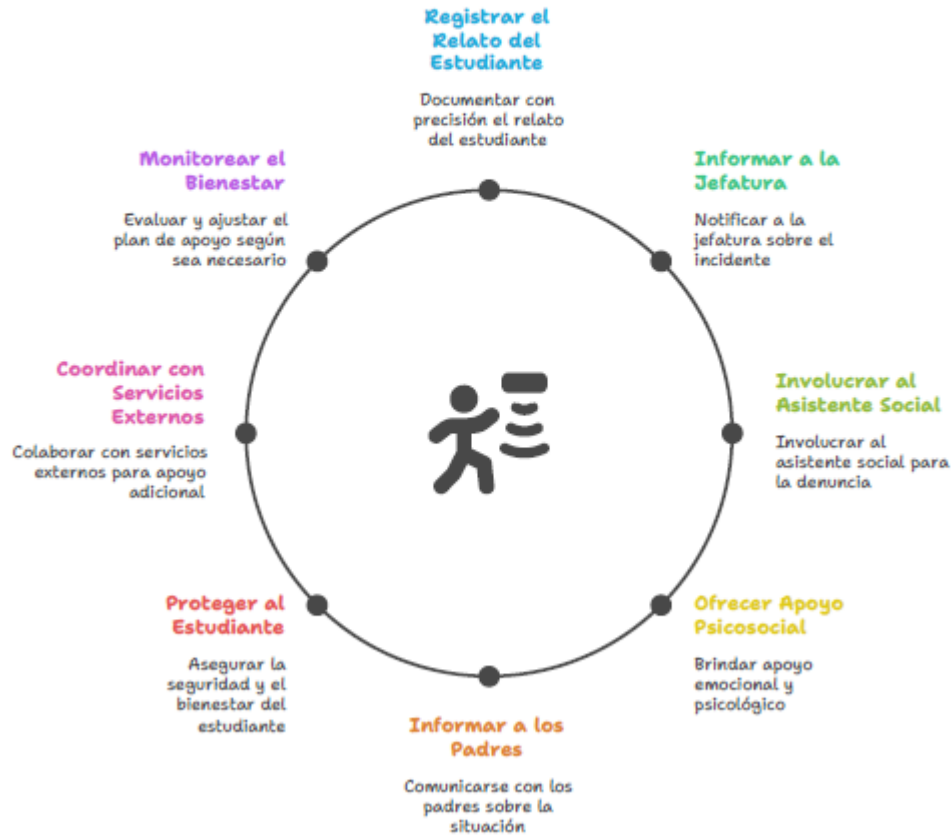 Registrar el
Relato del
Estudiante
Documentar con
precisión el relato
del estudiante
Informar a la
Jefatura
Notificar a la
jefatura sobre el
incidente
Involucrar al
Asistente Social
Involucrar al
asistente social para
la denuncia
Ofrecer Apoyo
Psicosocial
Brindar apoyo
emocional y
psicológico
Informar a los
Padres
Comunicarse con los
padres sobre la
situación
Proteger al
Estudiante
Asegurar la
seguridad y el
bienestar del
estudiante
Coordinar con
Servicios
Externos
Colaborar con servicios
externos para apoyo
adicional
Monitorear el
Bienestar
Evaluar y ajustar el
plan de apoyo según
sea necesario